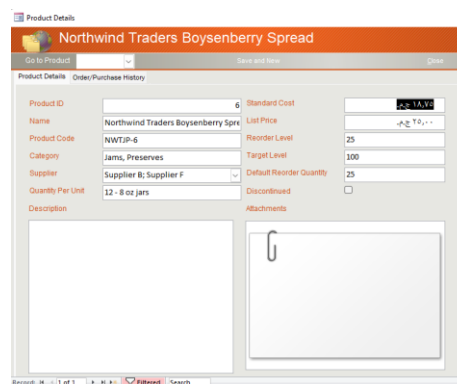 Product Details
Northwind Traders Boysenberry Spread
Go to Product
Save and New
Close
Product Details Order/Purchase History
Product ID 6
Standard Cost ج.م.‏ ١٨,٧٥
Name Northwind Traders Boysenberry Spre
List Price ج.م.‏ ٢٥,٠٠
Product Code NWTJP-6
Reorder Level 25
Category Jams, Preserves
Target Level 100
Supplier Supplier B; Supplier F
Default Reorder Quantity 25
Quantity Per Unit 12 - 8 oz jars
Discontinued
Description
Attachments
Record: 1 of 1 Filtered Search